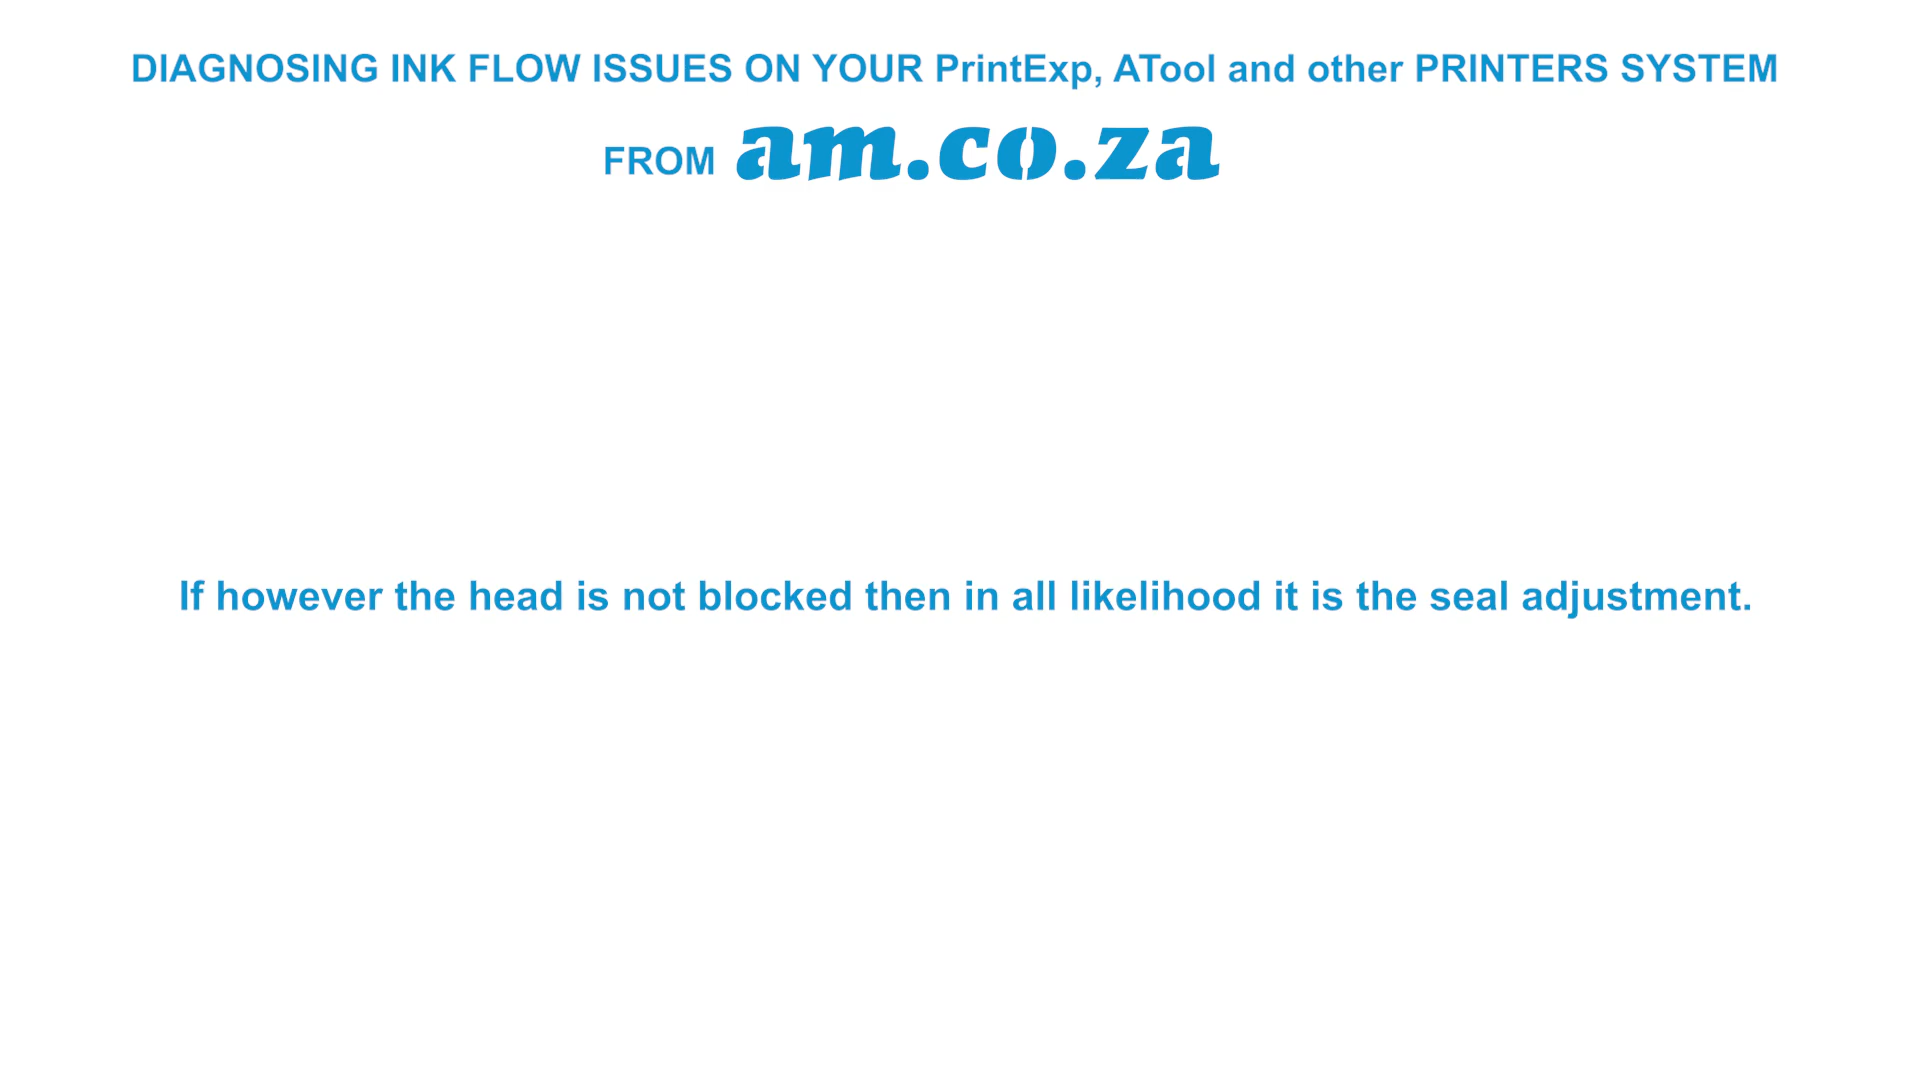 DIAGNOSING INK FLOW ISSUES ON YOUR PrintExp, ATool and other PRINTERS SYSTEM
FROM am.co.za
If however the head is not blocked then in all likelihood it is the seal adjustment.